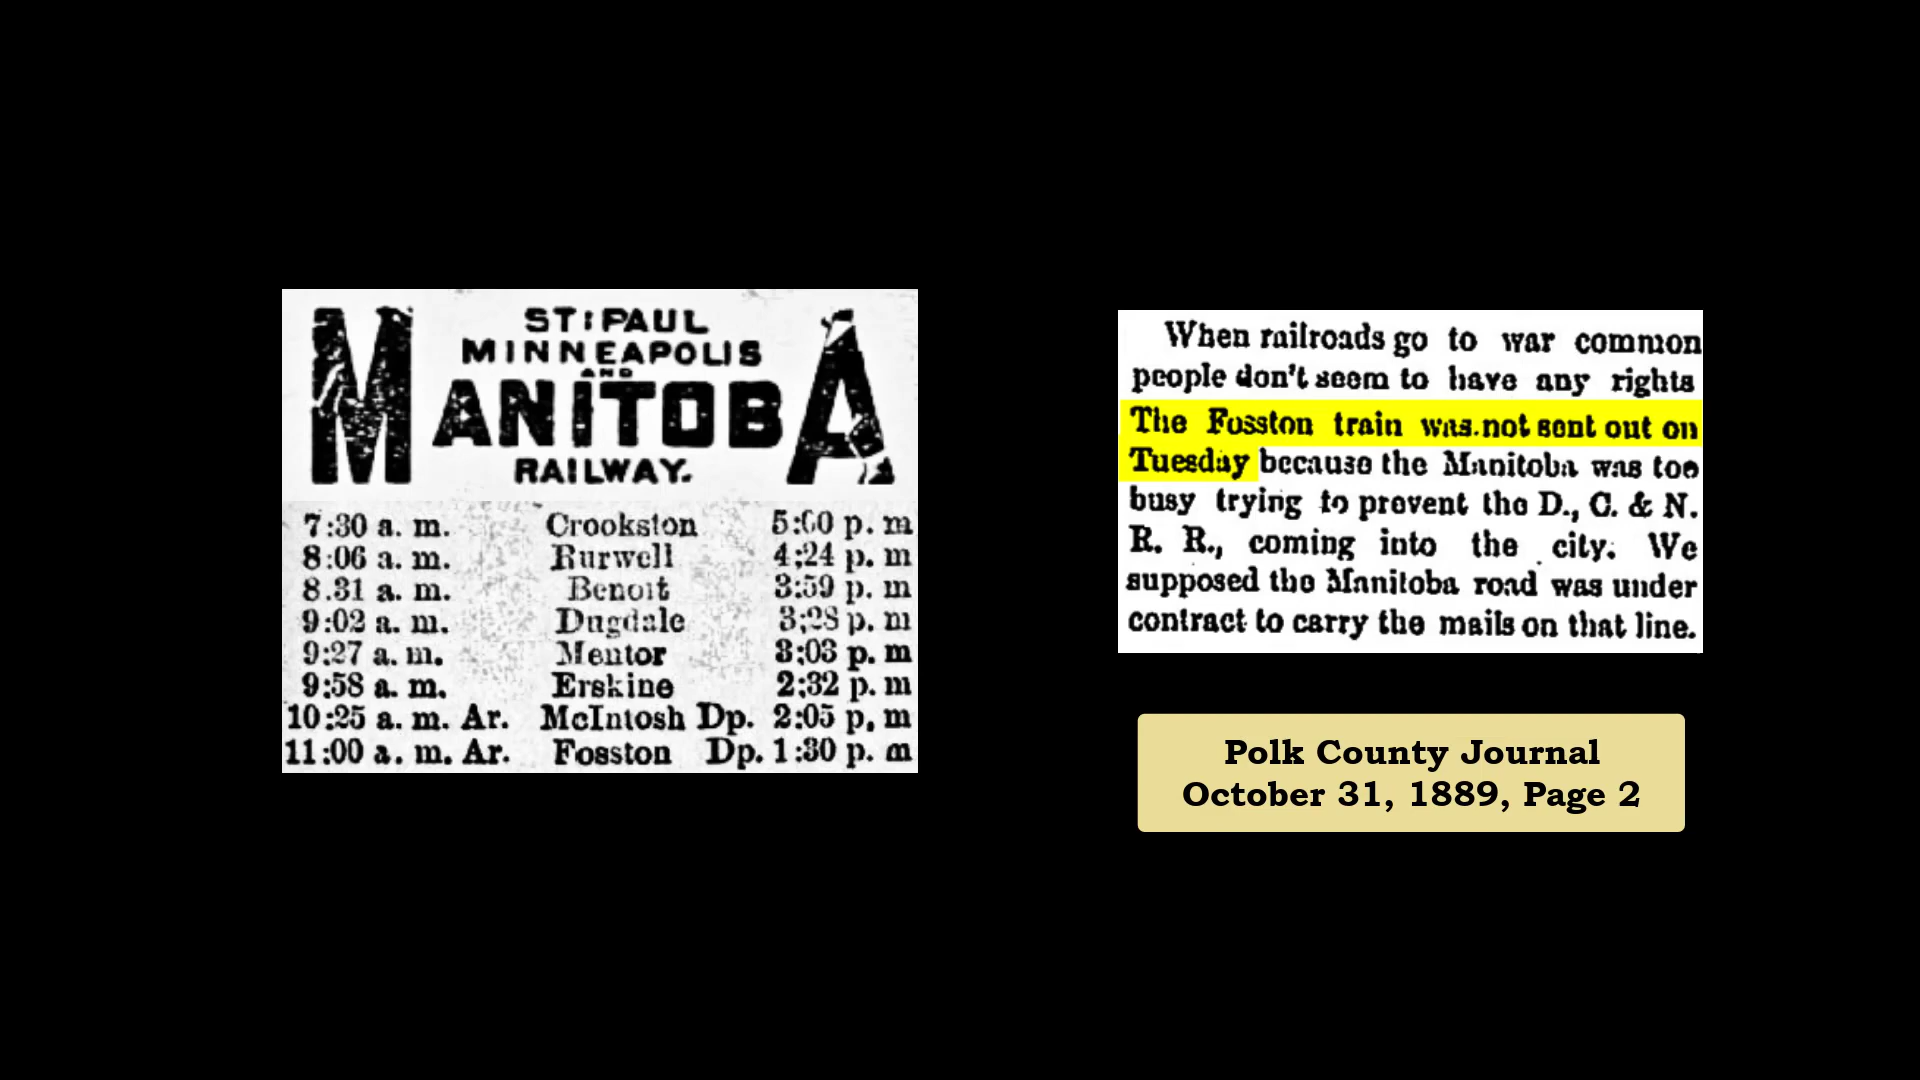 ST. PAUL
MINNEAPOLIS
AND
MANITOBA
RAILWAY.
7:30 a. m. Crookston 5:00 p. m
8:06 a. m. Burwell 4:24 p. m
8.31 a. m. Benoit 3:59 p. m
9:02 a. m. Dugdale 3:28 p. m
9:27 a. m. Mentor 3:03 p. m
9:58 a. m. Erskine 2:32 p. m
10:25 a. m. Ar. McIntosh Dp. 2:05 p. m
11:00 a. m. Ar. Fosston Dp. 1:30 p. m
When railroads go to war common
people don't seem to have any rights
The Fosston train was not sent out on
Tuesday because the Manitoba was too
busy trying to prevent the D., C. & N.
R. R., coming into the city. We
supposed the Manitoba road was under
contract to carry the mails on that line.
Polk County Journal
October 31, 1889, Page 2